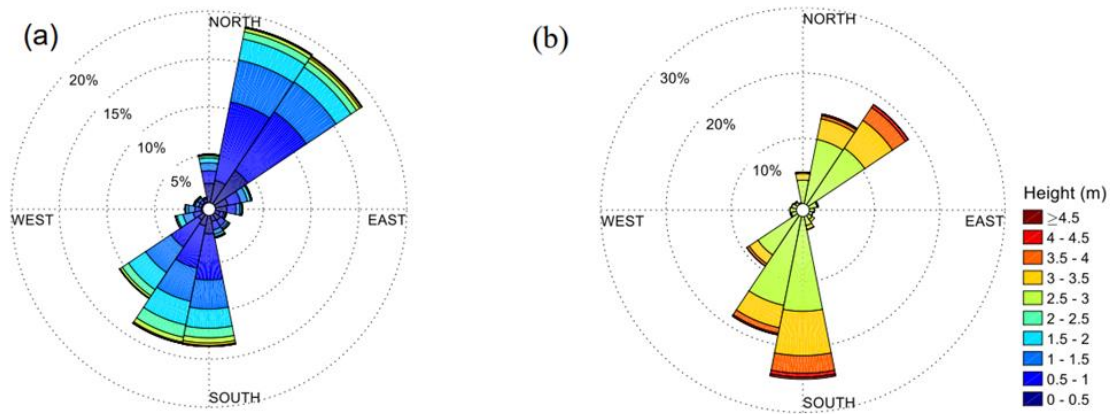 (a)
NORTH
20%
15%
10%
5%
WEST
EAST
SOUTH
(b)
NORTH
30%
20%
10%
WEST
EAST
SOUTH
Height (m)
≥4.5
4 - 4.5
3.5 - 4
3 - 3.5
2.5 - 3
2 - 2.5
1.5 - 2
1 - 1.5
0.5 - 1
0 - 0.5